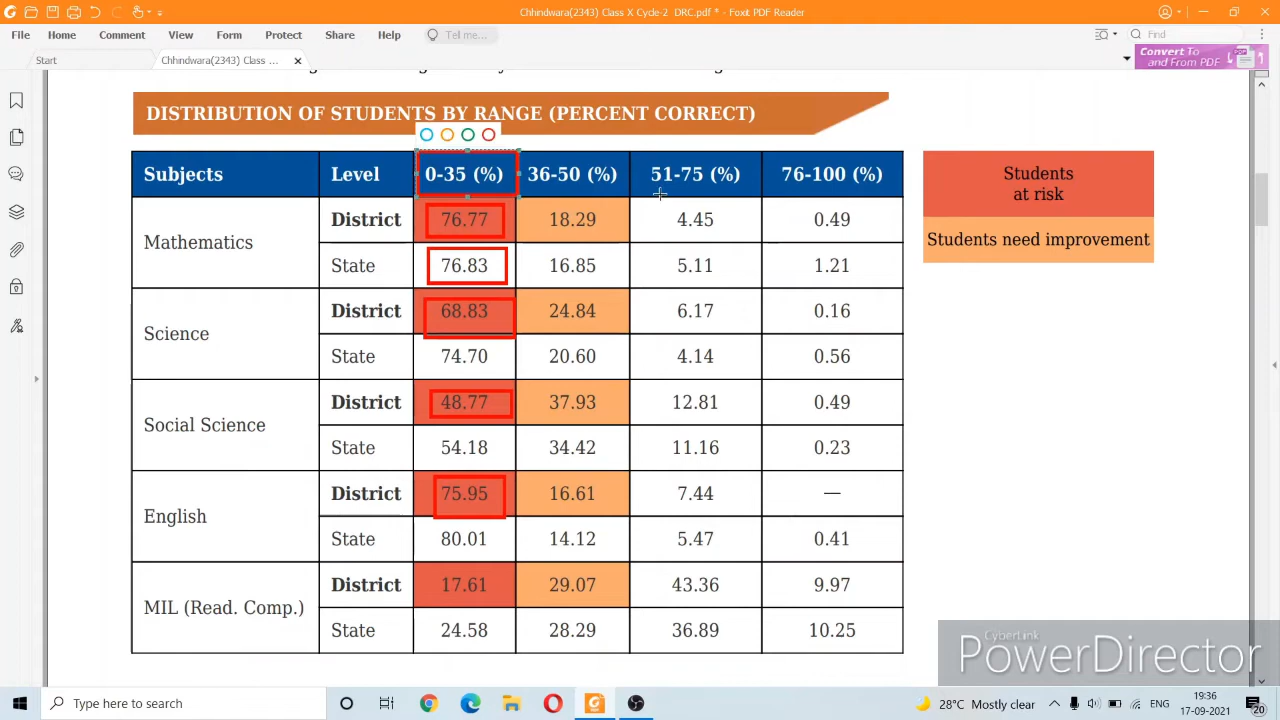 Chhindwara(2343) Class X Cycle-2 DRC.pdf * - Foxit PDF Reader
File Home Comment View Form Protect Share Help Tell me... Find
Start Chhindwara(2343) Class ... Convert To
and From PDF
DISTRIBUTION OF STUDENTS BY RANGE (PERCENT CORRECT)
Subjects Level 0-35 (%) 36-50 (%) 51-75 (%) 76-100 (%)
Students
at risk
Students need improvement
Mathematics
District 76.77 18.29 4.45 0.49
State 76.83 16.85 5.11 1.21
Science
District 68.83 24.84 6.17 0.16
State 74.70 20.60 4.14 0.56
Social Science
District 48.77 37.93 12.81 0.49
State 54.18 34.42 11.16 0.23
English
District 75.95 16.61 7.44 —
State 80.01 14.12 5.47 0.41
MIL (Read. Comp.)
District 17.61 29.07 43.36 9.97
State 24.58 28.29 36.89 10.25
CyberLink
PowerDirector
Type here to search
28°C Mostly clear ENG 19:36
17-09-2021
20